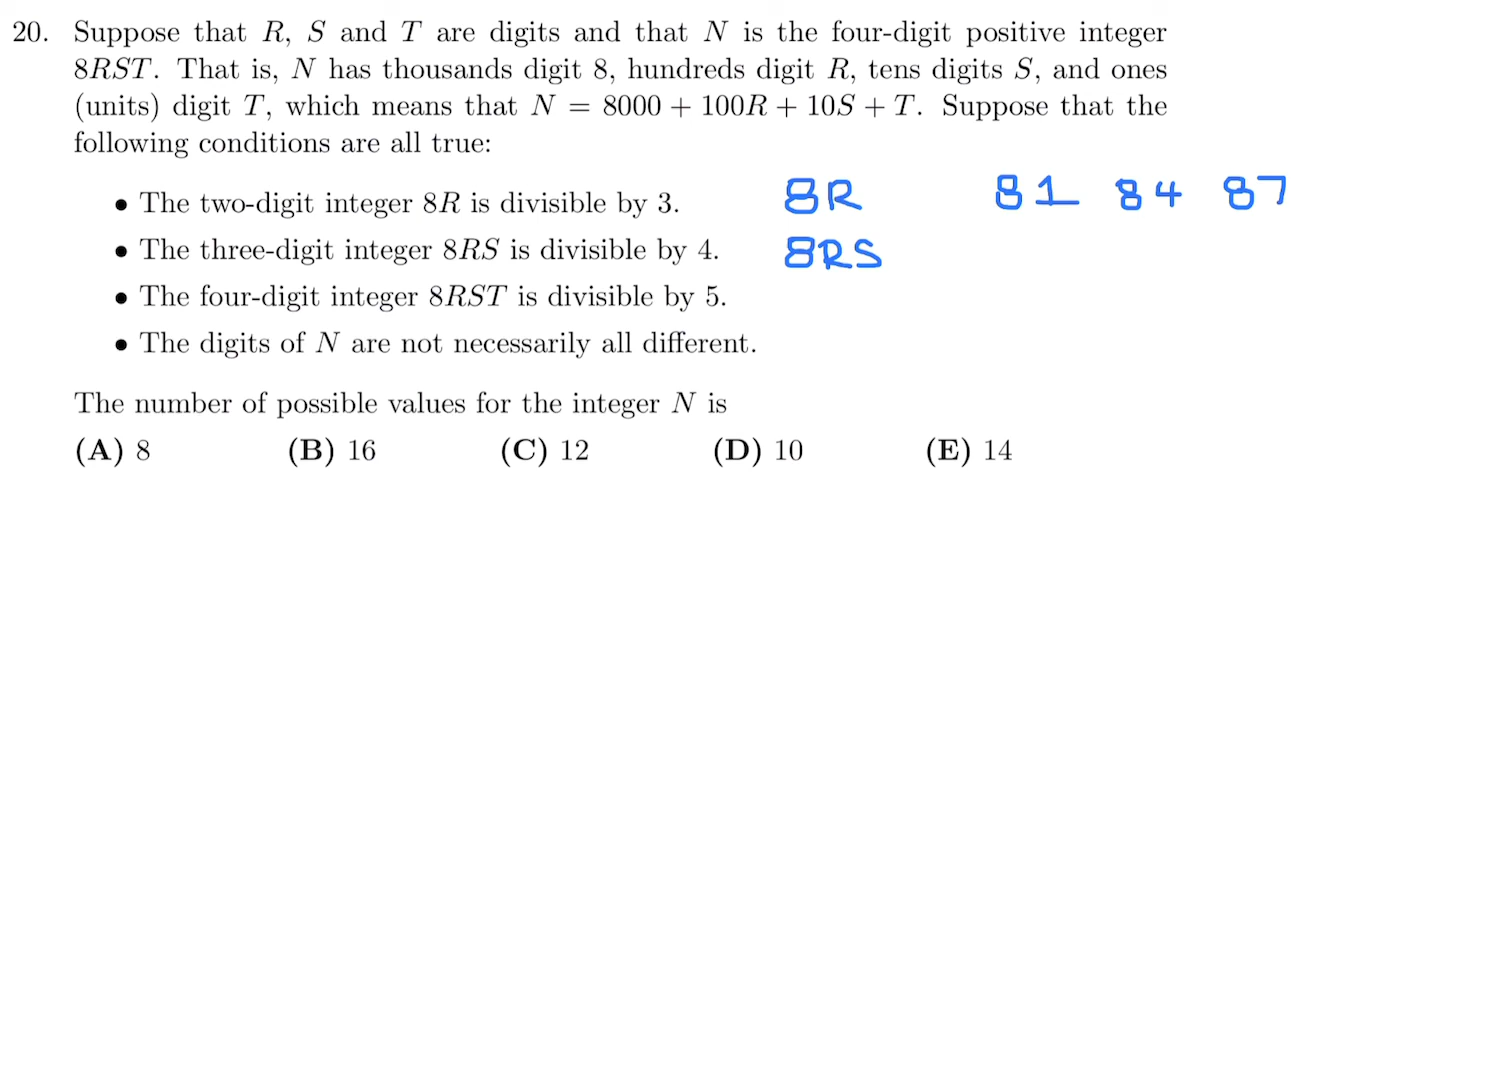 20. Suppose that R, S and T are digits and that N is the four-digit positive integer
8RST. That is, N has thousands digit 8, hundreds digit R, tens digits S, and ones
(units) digit T, which means that N = 8000 + 100R + 10S + T. Suppose that the
following conditions are all true:
• The two-digit integer 8R is divisible by 3. 8R 81 84 87
• The three-digit integer 8RS is divisible by 4. 8RS
• The four-digit integer 8RST is divisible by 5.
• The digits of N are not necessarily all different.
The number of possible values for the integer N is
(A) 8 (B) 16 (C) 12 (D) 10 (E) 14